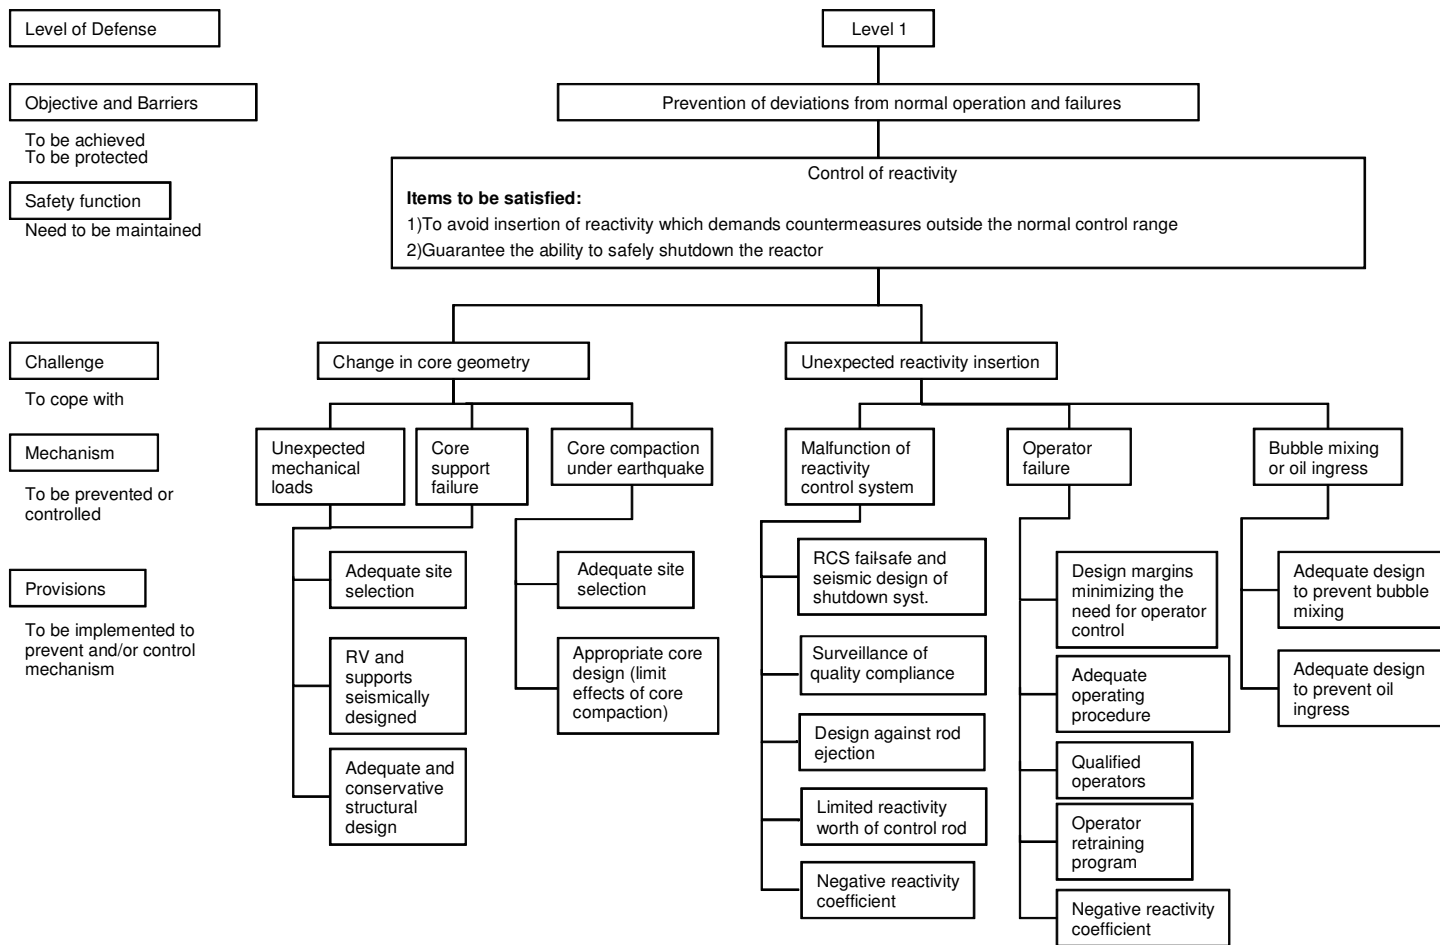 Level of Defense
Level 1
Objective and Barriers
Prevention of deviations from normal operation and failures
To be achieved
To be protected
Control of reactivity
Items to be satisfied:
1)To avoid insertion of reactivity which demands countermeasures outside the normal control range
2)Guarantee the ability to safely shutdown the reactor
Safety function
Need to be maintained
Challenge
To cope with
Change in core geometry
Unexpected reactivity insertion
Mechanism
To be prevented or
controlled
Unexpected
mechanical
loads
Core
support
failure
Core compaction
under earthquake
Malfunction of
reactivity
control system
Operator
failure
Bubble mixing
or oil ingress
Provisions
To be implemented to
prevent and/or control
mechanism
Adequate site
selection
RV and
supports
seismically
designed
Adequate and
conservative
structural
design
Adequate site
selection
Appropriate core
design (limit
effects of core
compaction)
RCS fail-safe and
seismic design of
shutdown syst.
Surveillance of
quality compliance
Design against rod
ejection
Limited reactivity
worth of control rod
Negative reactivity
coefficient
Design margins
minimizing the
need for operator
control
Adequate
operating
procedure
Qualified
operators
Operator
retraining
program
Negative reactivity
coefficient
Adequate design
to prevent bubble
mixing
Adequate design
to prevent oil
ingress